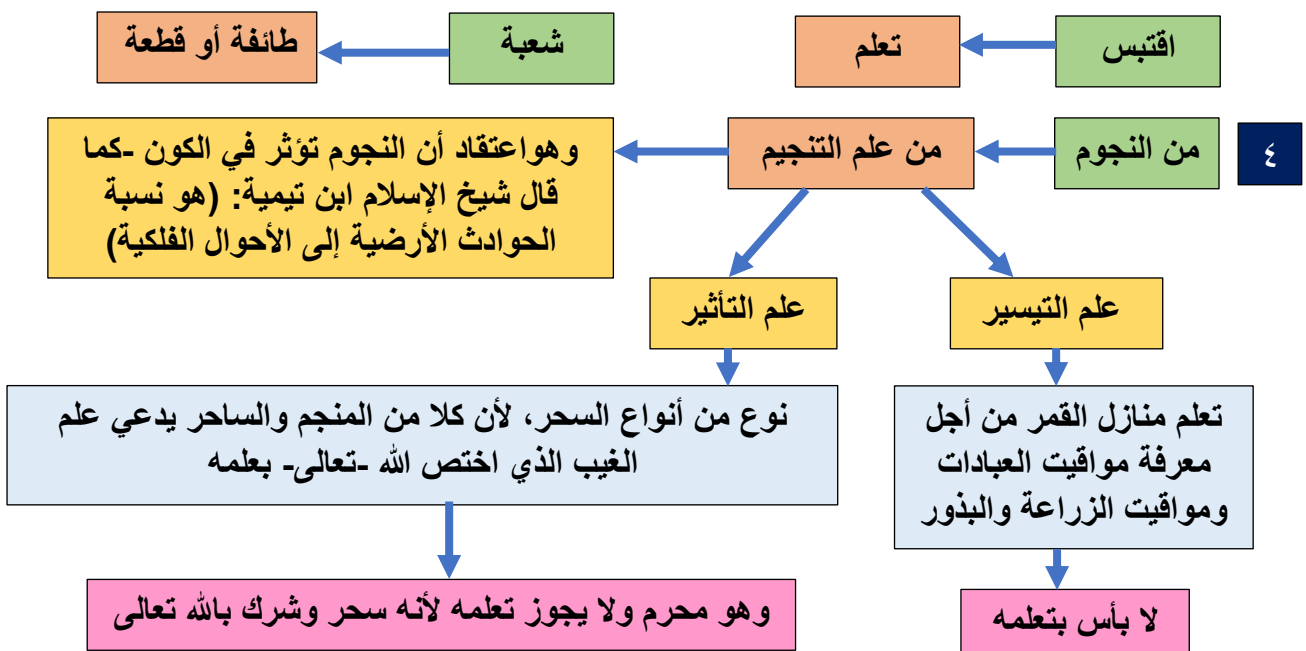 اقتبس
تعلم
شعبة
طائفة أو قطعة
٤
من النجوم
من علم التنجيم
وهواعتقاد أن النجوم تؤثر في الكون -كما
قال شيخ الإسلام ابن تيمية: (هو نسبة
الحوادث الأرضية إلى الأحوال الفلكية)
علم التيسير
علم التأثير
تعلم منازل القمر من أجل
معرفة مواقيت العبادات
ومواقيت الزراعة والبذور
نوع من أنواع السحر، لأن كلا من المنجم والساحر يدعي علم
الغيب الذي اختص الله -تعالى- بعلمه
لا بأس بتعلمه
وهو محرم ولا يجوز تعلمه لأنه سحر وشرك بالله تعالى